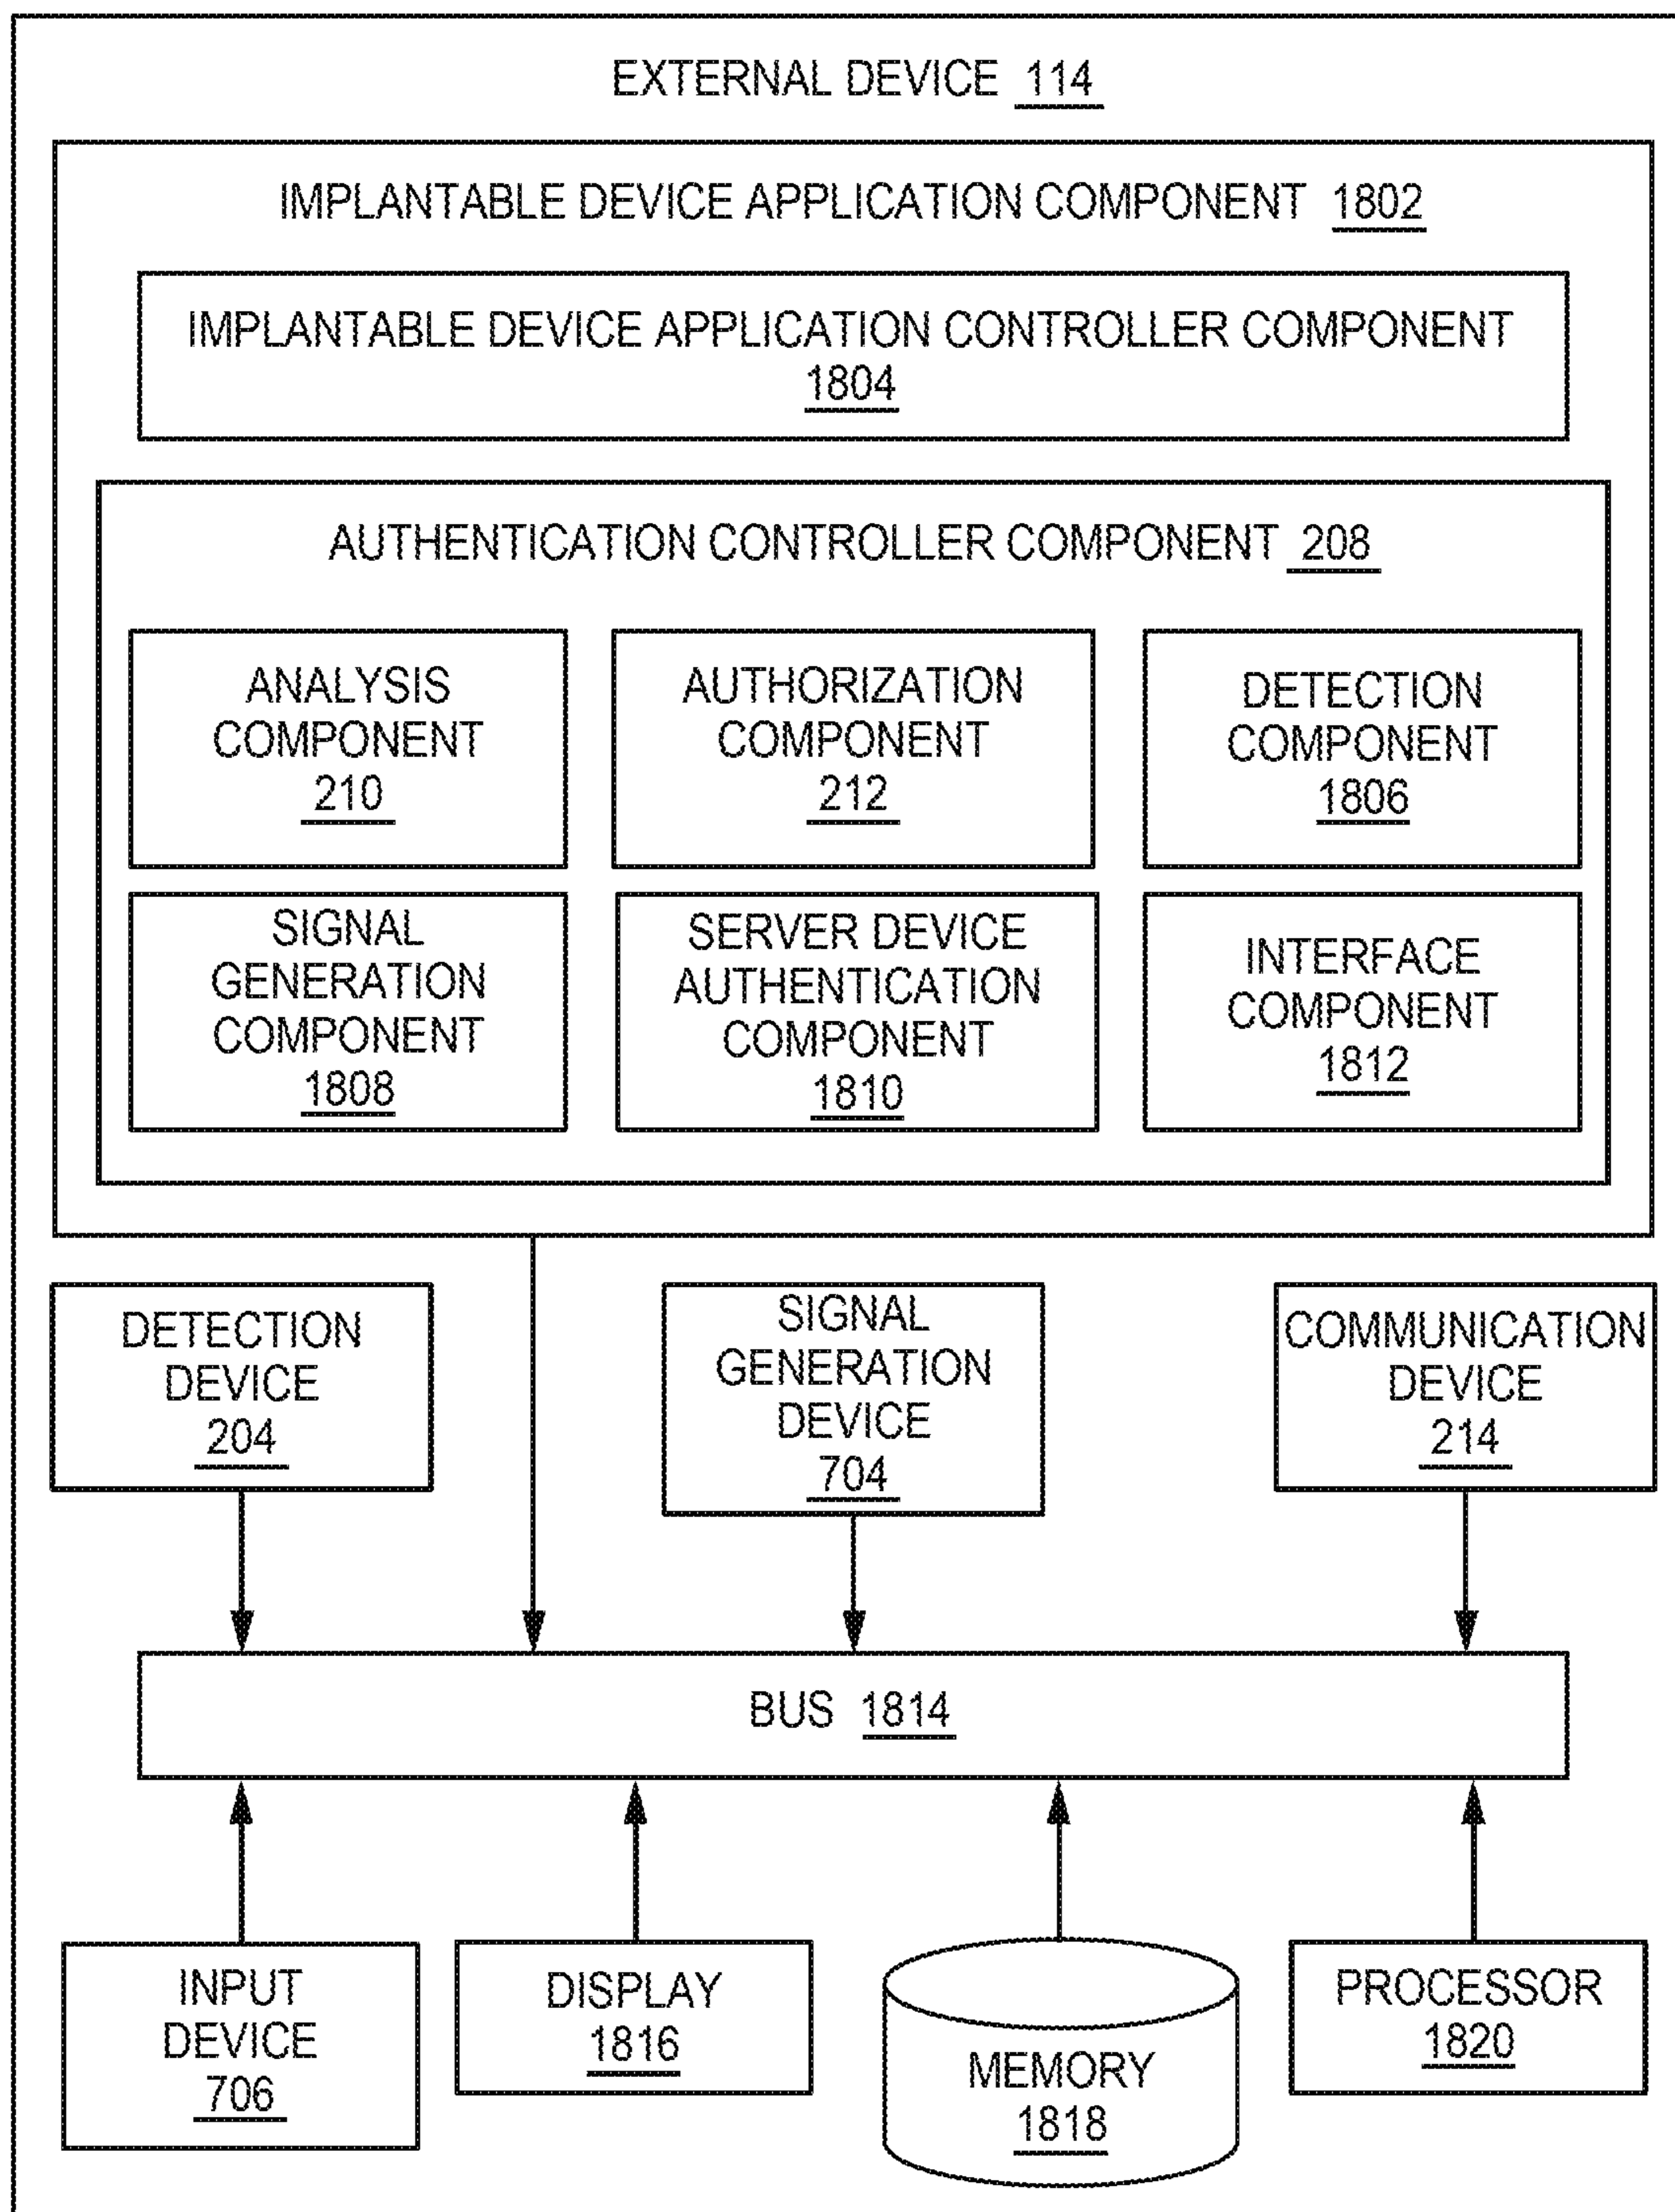 EXTERNAL DEVICE 114
IMPLANTABLE DEVICE APPLICATION COMPONENT 1802
IMPLANTABLE DEVICE APPLICATION CONTROLLER COMPONENT
1804
AUTHENTICATION CONTROLLER COMPONENT 208
ANALYSIS
COMPONENT
210
AUTHORIZATION
COMPONENT
212
DETECTION
COMPONENT
1806
SIGNAL
GENERATION
COMPONENT
1808
SERVER DEVICE
AUTHENTICATION
COMPONENT
1810
INTERFACE
COMPONENT
1812
DETECTION
DEVICE
204
SIGNAL
GENERATION
DEVICE
704
COMMUNICATION
DEVICE
214
BUS 1814
INPUT
DEVICE
706
DISPLAY
1816
MEMORY
1818
PROCESSOR
1820